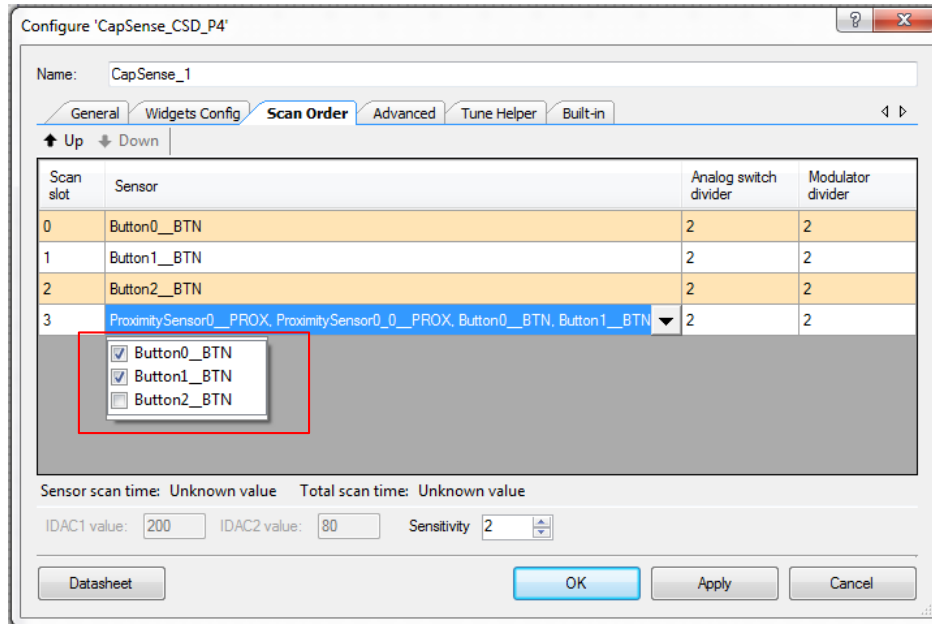 Configure 'CapSense_CSD_P4'
?
Name: CapSense_1
General Widgets Config Scan Order Advanced Tune Helper Built-in
Up Down
Scan slot Sensor Analog switch divider Modulator divider
0 Button0__BTN 2 2
1 Button1__BTN 2 2
2 Button2__BTN 2 2
3 ProximitySensor0__PROX, ProximitySensor0_0__PROX, Button0__BTN, Button1__BTN 2 2
Button0__BTN
Button1__BTN
Button2__BTN
Sensor scan time: Unknown value Total scan time: Unknown value
IDAC1 value: 200 IDAC2 value: 80 Sensitivity 2
Datasheet OK Apply Cancel